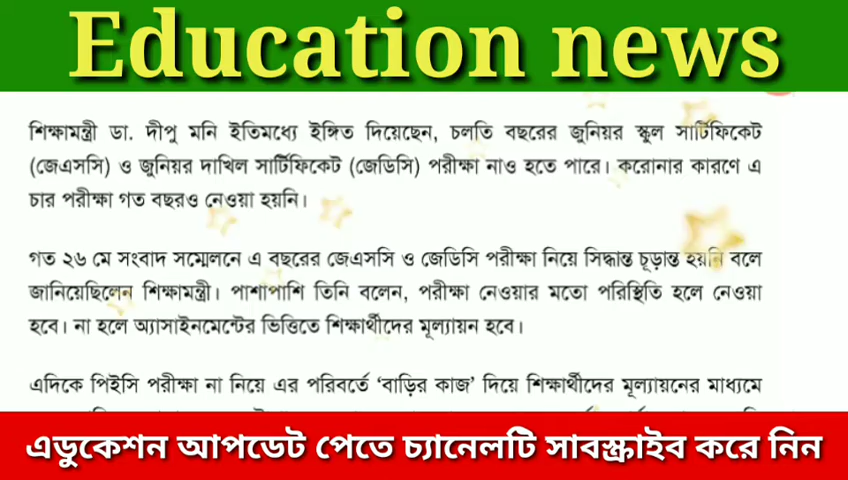 Education news
শিক্ষামন্ত্রী ডা. দীপু মনি ইতিমধ্যে ইঙ্গিত দিয়েছেন, চলতি বছরের জুনিয়র স্কুল সার্টিফিকেট
(জেএসসি) ও জুনিয়র দাখিল সার্টিফিকেট (জেডিসি) পরীক্ষা নাও হতে পারে। করোনার কারণে এ
চার পরীক্ষা গত বছরও নেওয়া হয়নি।
গত ২৬ মে সংবাদ সম্মেলনে এ বছরের জেএসসি ও জেডিসি পরীক্ষা নিয়ে সিদ্ধান্ত চূড়ান্ত হয়নি বলে
জানিয়েছিলেন শিক্ষামন্ত্রী। পাশাপাশি তিনি বলেন, পরীক্ষা নেওয়ার মতো পরিস্থিতি হলে নেওয়া
হবে। না হলে অ্যাসাইনমেন্টের ভিত্তিতে শিক্ষার্থীদের মূল্যায়ন হবে।
এদিকে পিইসি পরীক্ষা না নিয়ে এর পরিবর্তে ‘বাড়ির কাজ’ দিয়ে শিক্ষার্থীদের মূল্যায়নের মাধ্যমে
এডুকেশন আপডেট পেতে চ্যানেলটি সাবস্ক্রাইব করে নিন